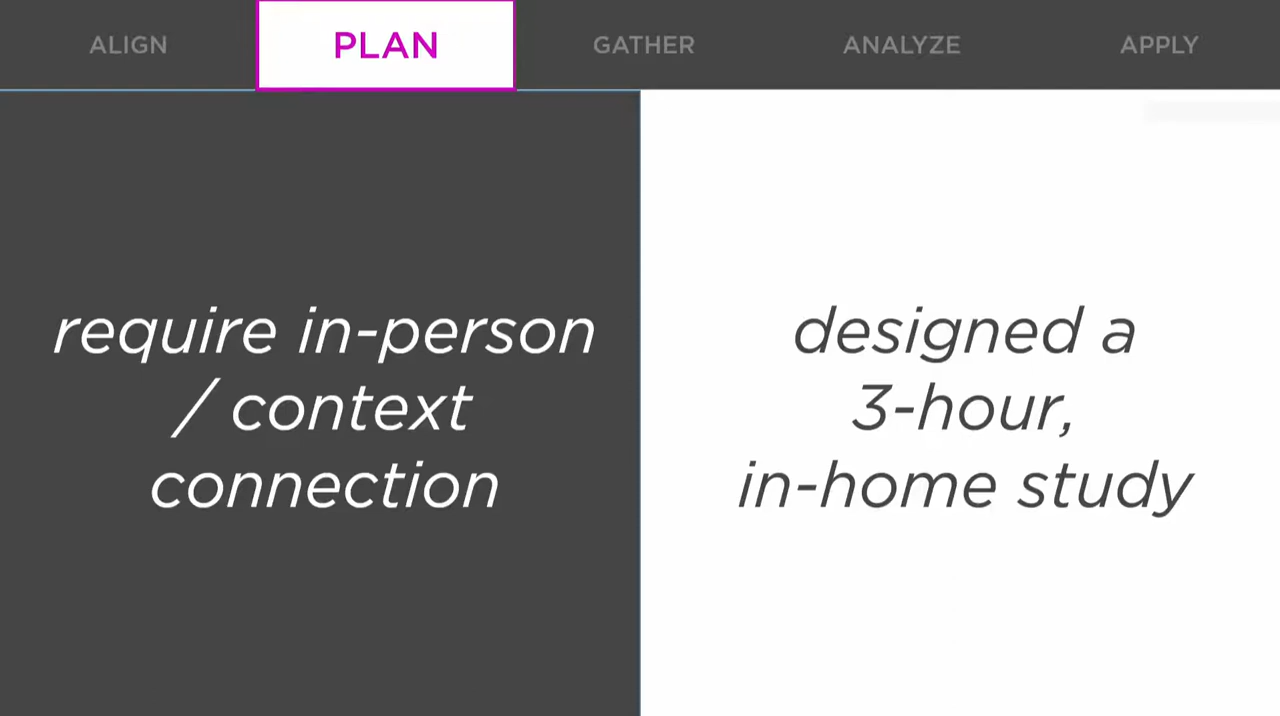 ALIGN
PLAN
GATHER
ANALYZE
APPLY
require in-person
/ context
connection
designed a
3-hour,
in-home study